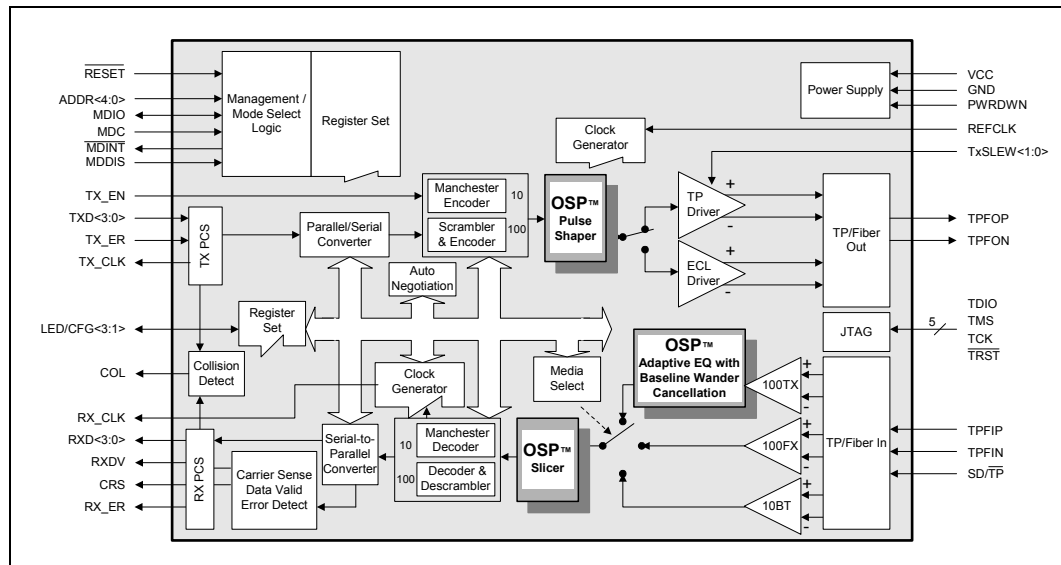 RESET
ADDR<4:0>
MDIO
MDC
MDINT
MDDIS
TX_EN
TXD<3:0>
TX_ER
TX_CLK
LED/CFG<3:1>
COL
RX_CLK
RXD<3:0>
RXDV
CRS
RX_ER
Management /
Mode Select
Logic
Register Set
Power Supply
Clock
Generator
VCC
GND
PWRDWN
REFCLK
TxSLEW<1:0>
TX PCS
Parallel/Serial
Converter
Manchester
Encoder
10
Scrambler
& Encoder
100
OSP™
Pulse
Shaper
+
TP
Driver
-
+
ECL
Driver
-
TP/Fiber
Out
TPFOP
TPFON
Auto
Negotiation
Register
Set
Collision
Detect
Clock
Generator
Media
Select
OSP™
Adaptive EQ with
Baseline Wander
Cancellation
JTAG
5
TDIO
TMS
TCK
TRST
RX PCS
Carrier Sense
Data Valid
Error Detect
Serial-to-
Parallel
Converter
10
Manchester
Decoder
100
Decoder &
Descrambler
OSP™
Slicer
+
100TX
-
+
100FX
-
+
10BT
-
TP/Fiber In
TPFIP
TPFIN
SD/TP